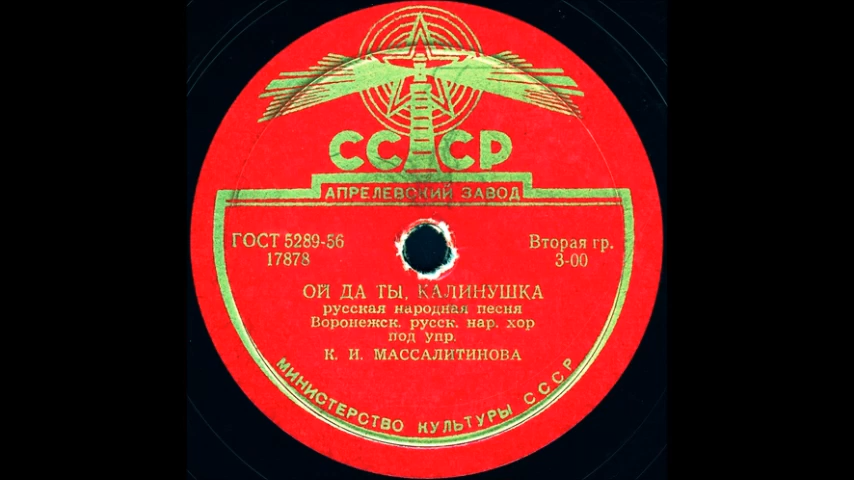 СССР
АПРЕЛЕВСКИЙ ЗАВОД
ГОСТ 5289-56
17878
Вторая гр.
3-00
ОЙ ДА ТЫ, КАЛИНУШКА
русская народная песня
Воронежск. русск. нар. хор
под упр.
К. И. МАССАЛИТИНОВА
МИНИСТЕРСТВО КУЛЬТУРЫ СССР